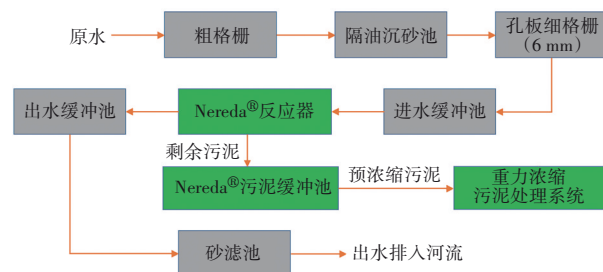 原水
粗格栅
隔油沉砂池
孔板细格栅
(6 mm)
出水缓冲池
Nereda®反应器
进水缓冲池
剩余污泥
Nereda®污泥缓冲池
预浓缩污泥
重力浓缩
污泥处理系统
砂滤池
出水排入河流